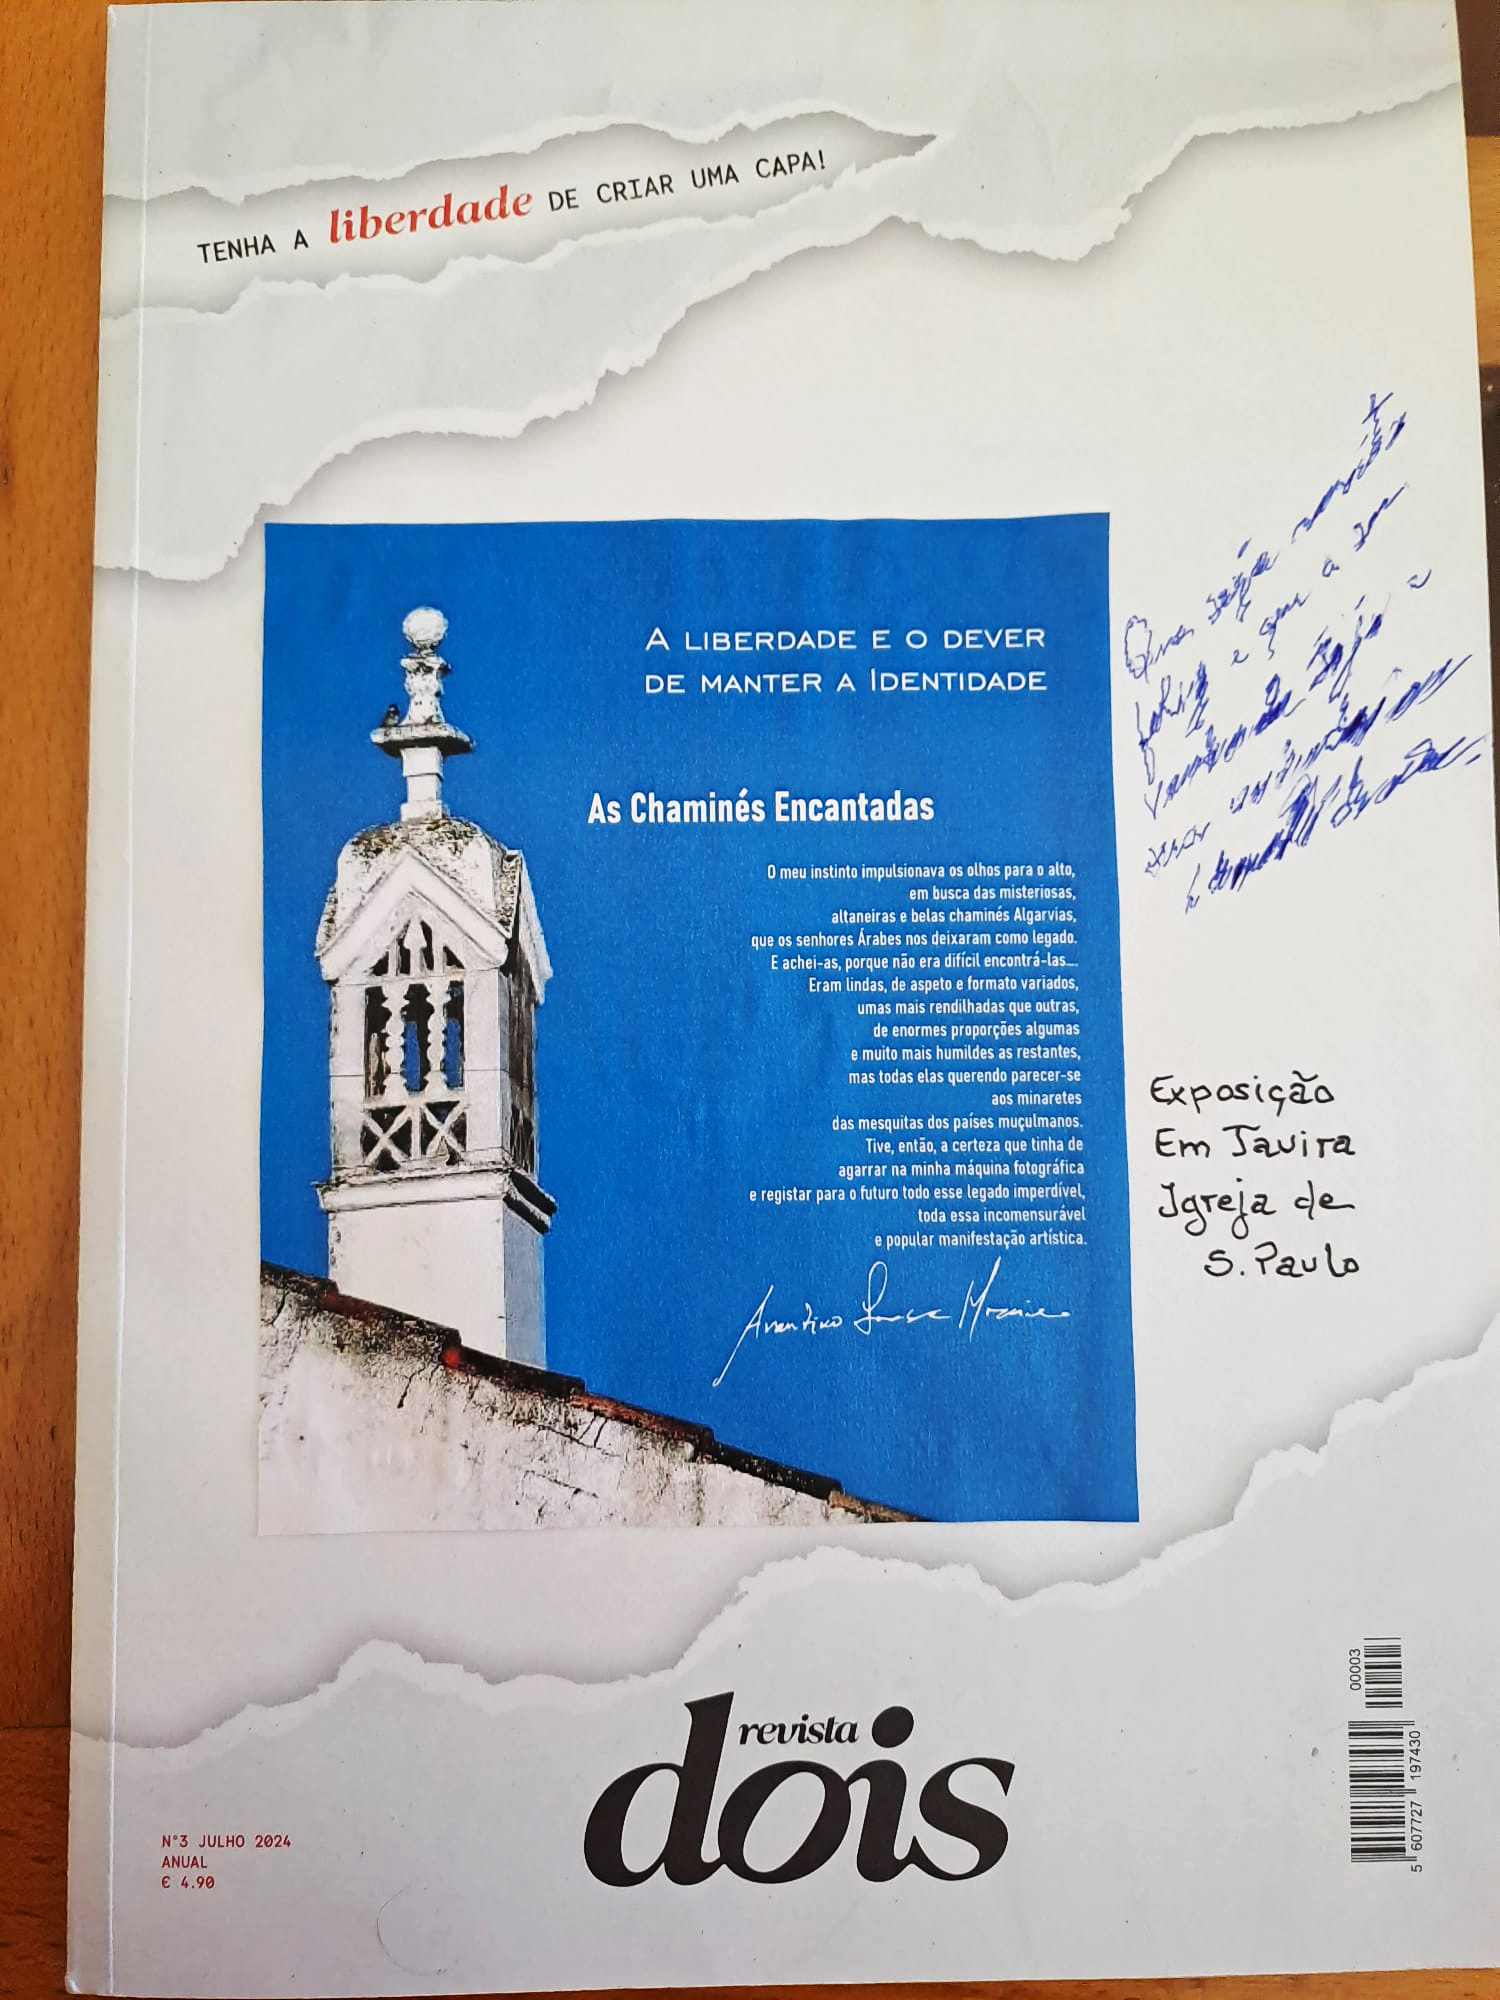 TENHA A liberdade DE CRIAR UMA CAPA!
A LIBERDADE E O DEVER
DE MANTER A IDENTIDADE
As Chaminés Encantadas
O meu instinto impulsionava os olhos para o alto,
em busca das misteriosas,
altaneiras e belas chaminés Algarvias,
que os senhores Árabes nos deixaram como legado.
E achei-as, porque não era difícil encontrá-las...
Eram lindas, de aspeto e formato variados,
umas mais rendilhadas que outras,
de enormes proporções algumas
e muito mais humildes as restantes,
mas todas elas querendo parecer-se
aos minaretes
das mesquitas dos países muçulmanos.
Tive, então, a certeza que tinha de
agarrar na minha máquina fotográfica
e registar para o futuro todo esse legado imperdível,
toda essa incomensurável
e popular manifestação artística.
Exposição
Em Tavira
Igreja de
S. Paulo
revista
dois
N°3 JULHO 2024
ANUAL
€ 4.90
00003
5 607727 197430